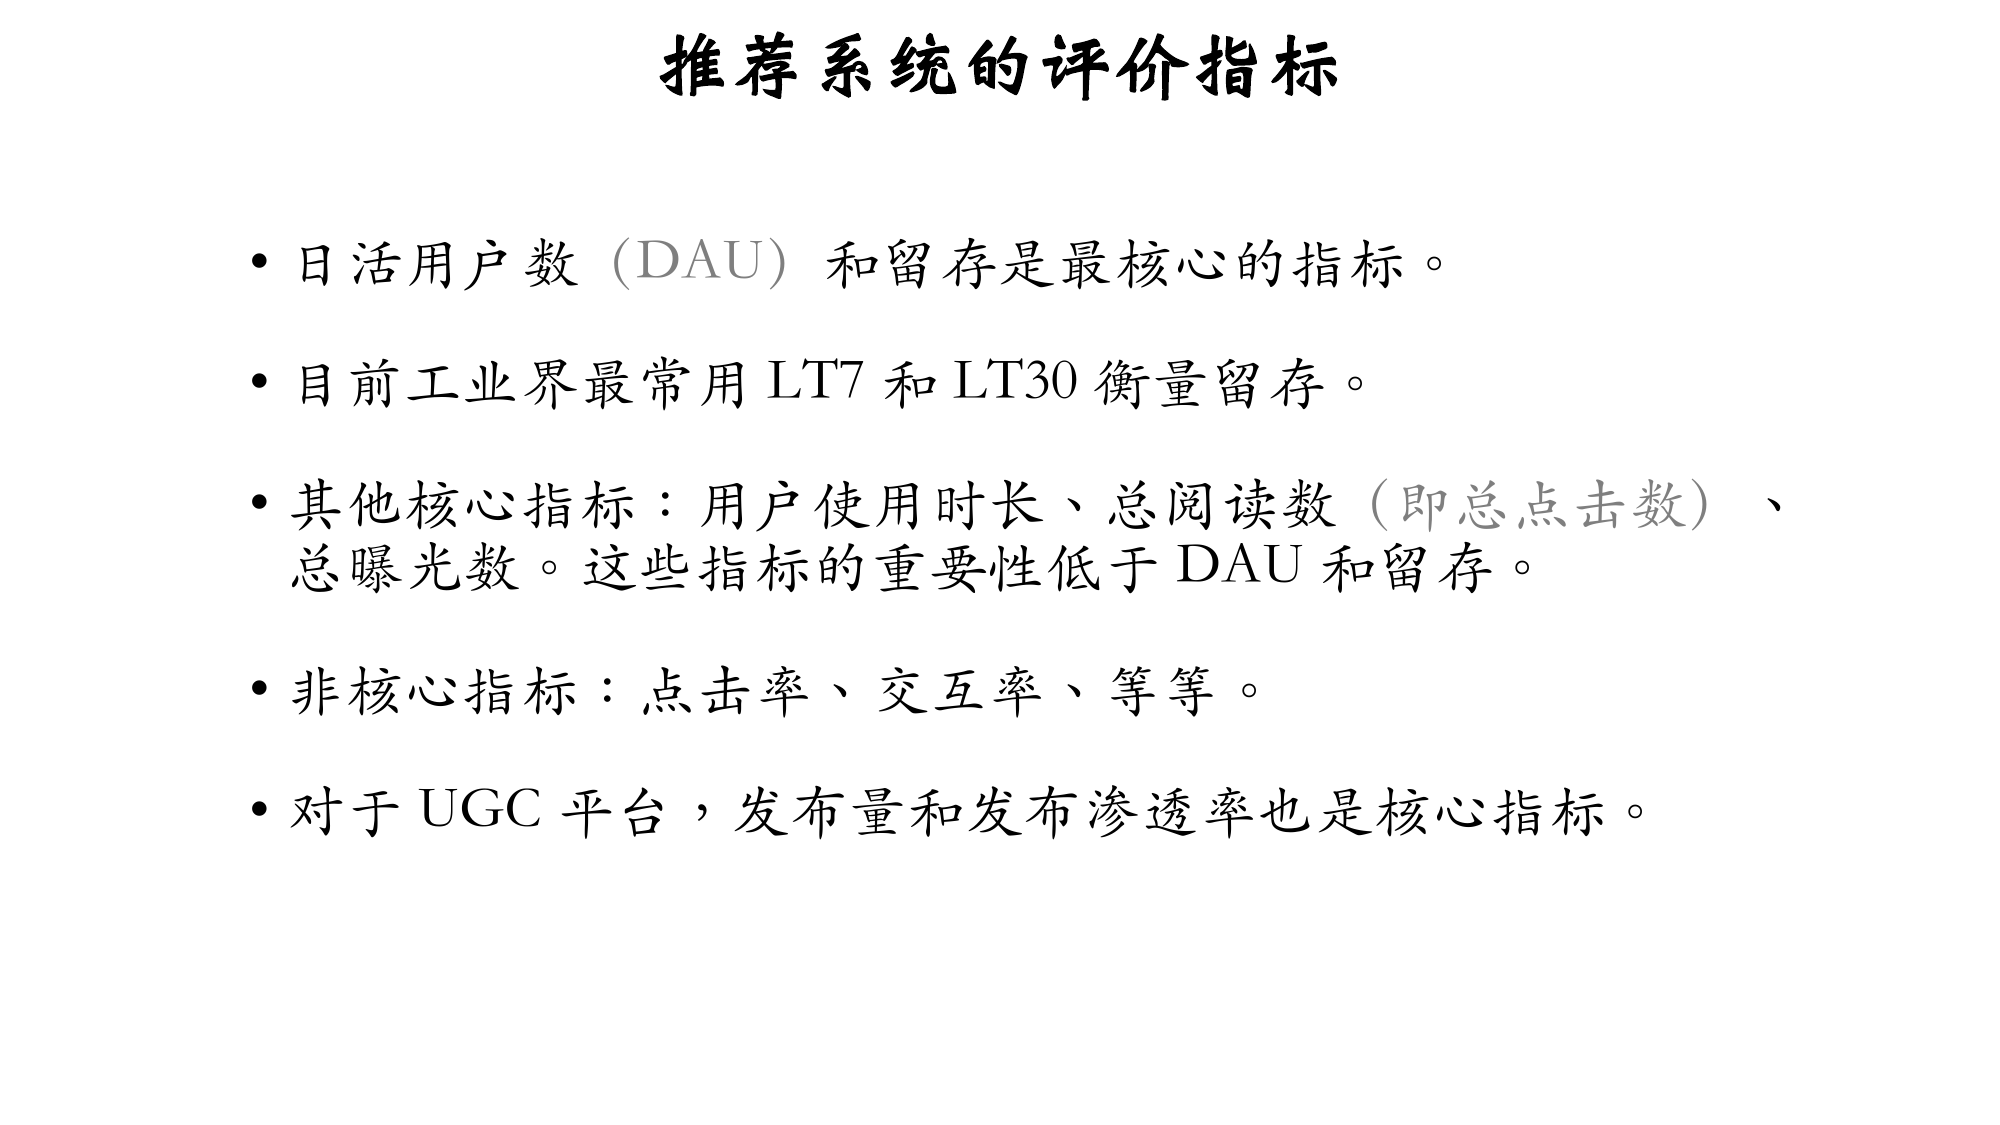 推荐系统的评价指标
• 日活用户数（DAU）和留存是最核心的指标。
• 目前工业界最常用 LT7 和 LT30 衡量留存。
• 其他核心指标：用户使用时长、总阅读数（即总点击数）、
总曝光数。这些指标的重要性低于 DAU 和留存。
• 非核心指标：点击率、交互率、等等。
• 对于 UGC 平台，发布量和发布渗透率也是核心指标。